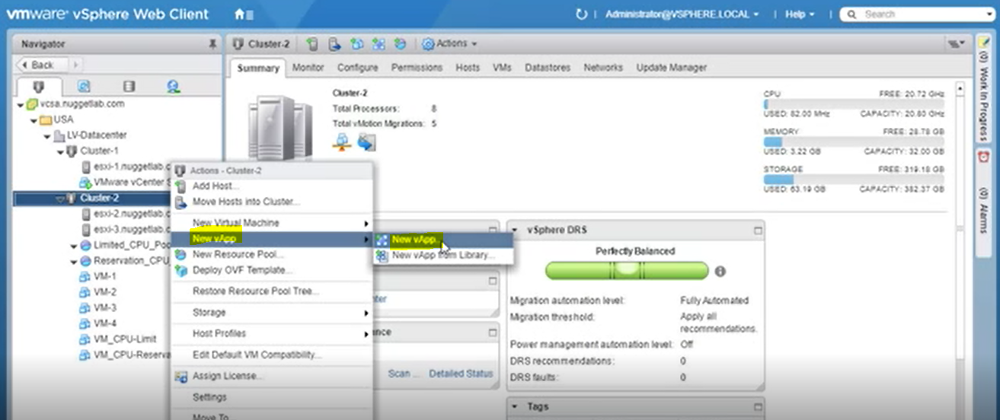 vmware® vSphere Web Client
Administrator@VSPHERE.LOCAL
Help
Search
Navigator
Back
Cluster-2
Actions
Summary
Monitor
Configure
Permissions
Hosts
VMs
Datastores
Networks
Update Manager
vcsa.nuggetlab.com
USA
LV-Datacenter
Cluster-1
esxi-1.nuggetlab.c
VMware vCenter S
Cluster-2
esxi-2.nuggetlab.c
esxi-3.nuggetlab.c
Limited_CPU_Poo
Reservation_CPU_
VM-1
VM-2
VM-3
VM-4
VM_CPU-Limit
VM_CPU-Reserva
Cluster-2
Total Processors: 8
Total vMotion Migrations: 5
CPU FREE: 20.72 GHz
USED: 82.00 MHz CAPACITY: 20.80 GHz
MEMORY FREE: 28.78 GB
USED: 3.22 GB CAPACITY: 32.00 GB
STORAGE FREE: 319.18 GB
USED: 63.19 GB CAPACITY: 382.37 GB
Actions - Cluster-2
Add Host...
Move Hosts into Cluster...
New Virtual Machine
New vApp
New Resource Pool...
Deploy OVF Template...
Restore Resource Pool Tree...
Storage
Host Profiles
Edit Default VM Compatibility...
Assign License...
Settings
Move To...
New vApp...
New vApp from Library...
nter
nce
Scan ... Detailed Status
vSphere DRS
Perfectly Balanced
Migration automation level: Fully Automated
Migration threshold: Apply all
recommendations.
Power management automation level: Off
DRS recommendations: 0
DRS faults: 0
Tags
(0) Work In Progress
(0) Alarms